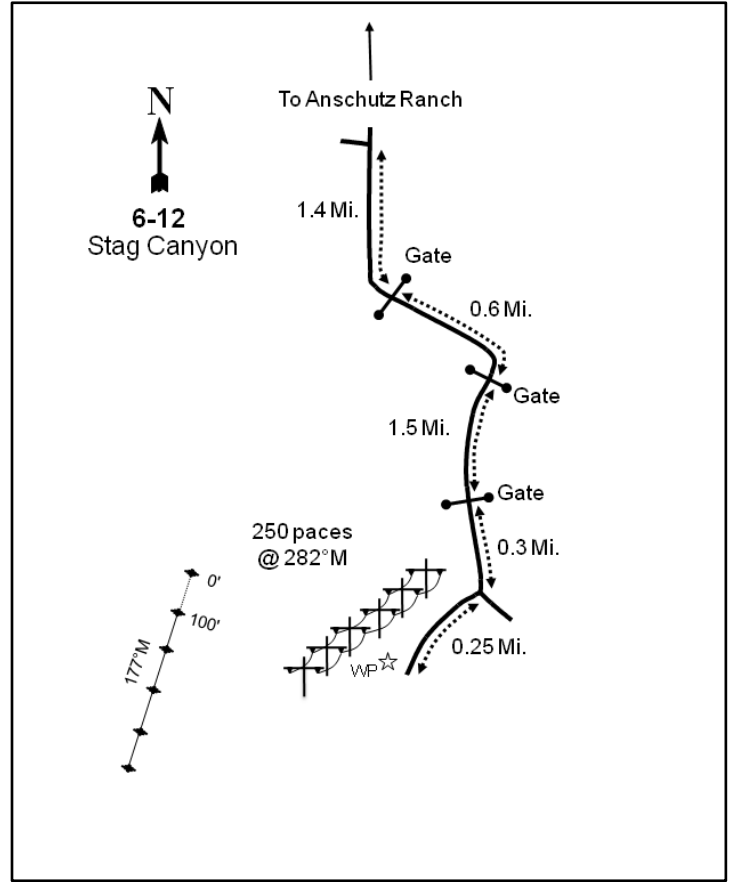 To Anschutz Ranch
N
6-12
Stag Canyon
1.4 Mi.
Gate
0.6 Mi.
Gate
1.5 Mi.
Gate
250 paces
@ 282°M
0.3 Mi.
0'
100'
177°M
WP
0.25 Mi.